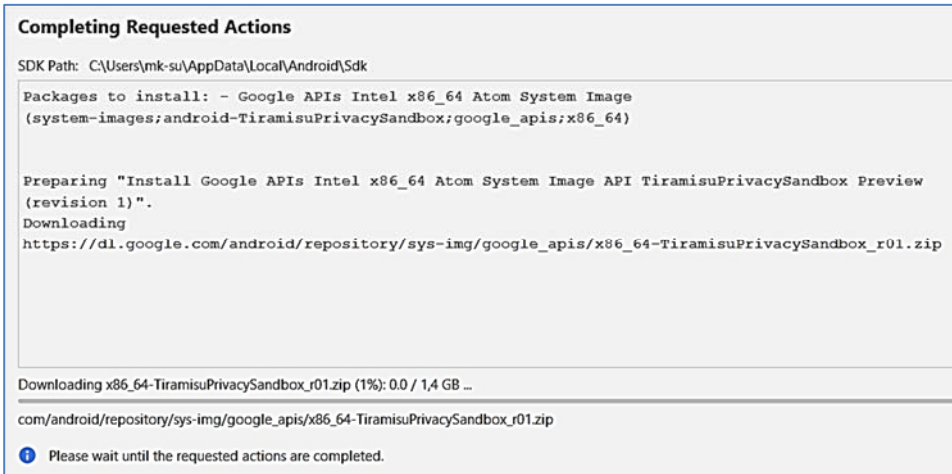 Completing Requested Actions
SDK Path: C:\Users\mk-su\AppData\Local\Android\Sdk
Packages to install: - Google APIs Intel x86_64 Atom System Image
(system-images;android-TiramisuPrivacySandbox;google_apis;x86_64)
Preparing "Install Google APIs Intel x86_64 Atom System Image API TiramisuPrivacySandbox Preview
(revision 1)".
Downloading
https://dl.google.com/android/repository/sys-img/google_apis/x86_64-TiramisuPrivacySandbox_r01.zip
Downloading x86_64-TiramisuPrivacySandbox_r01.zip (1%): 0.0 / 1,4 GB ...
com/android/repository/sys-img/google_apis/x86_64-TiramisuPrivacySandbox_r01.zip
Please wait until the requested actions are completed.